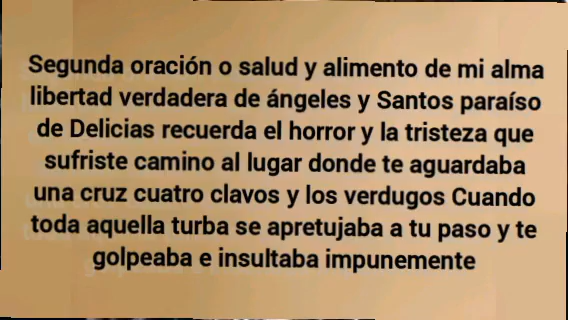 Segunda oración o salud y alimento de mi alma
libertad verdadera de ángeles y Santos paraíso
de Delicias recuerda el horror y la tristeza que
sufriste camino al lugar donde te aguardaba
una cruz cuatro clavos y los verdugos Cuando
toda aquella turba se apretujaba a tu paso y te
golpeaba e insultaba impunemente